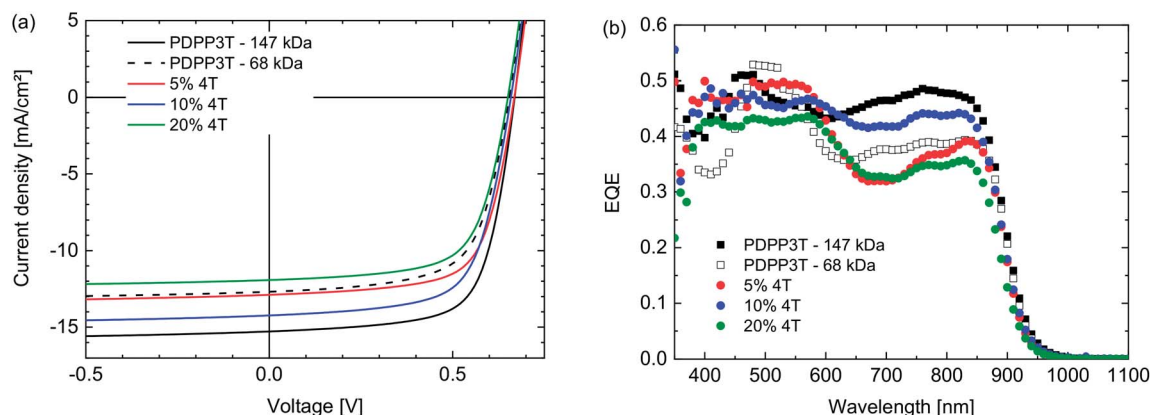 (a)
PDPP3T - 147 kDa
PDPP3T - 68 kDa
5% 4T
10% 4T
20% 4T
5
0
-5
-10
-15
Current density [mA/cm²]
-0.5
0.0
0.5
Voltage [V]
(b)
0.6
0.5
0.4
0.3
0.2
0.1
0.0
EQE
PDPP3T - 147 kDa
PDPP3T - 68 kDa
5% 4T
10% 4T
20% 4T
400
500
600
700
800
900
1000
1100
Wavelength [nm]